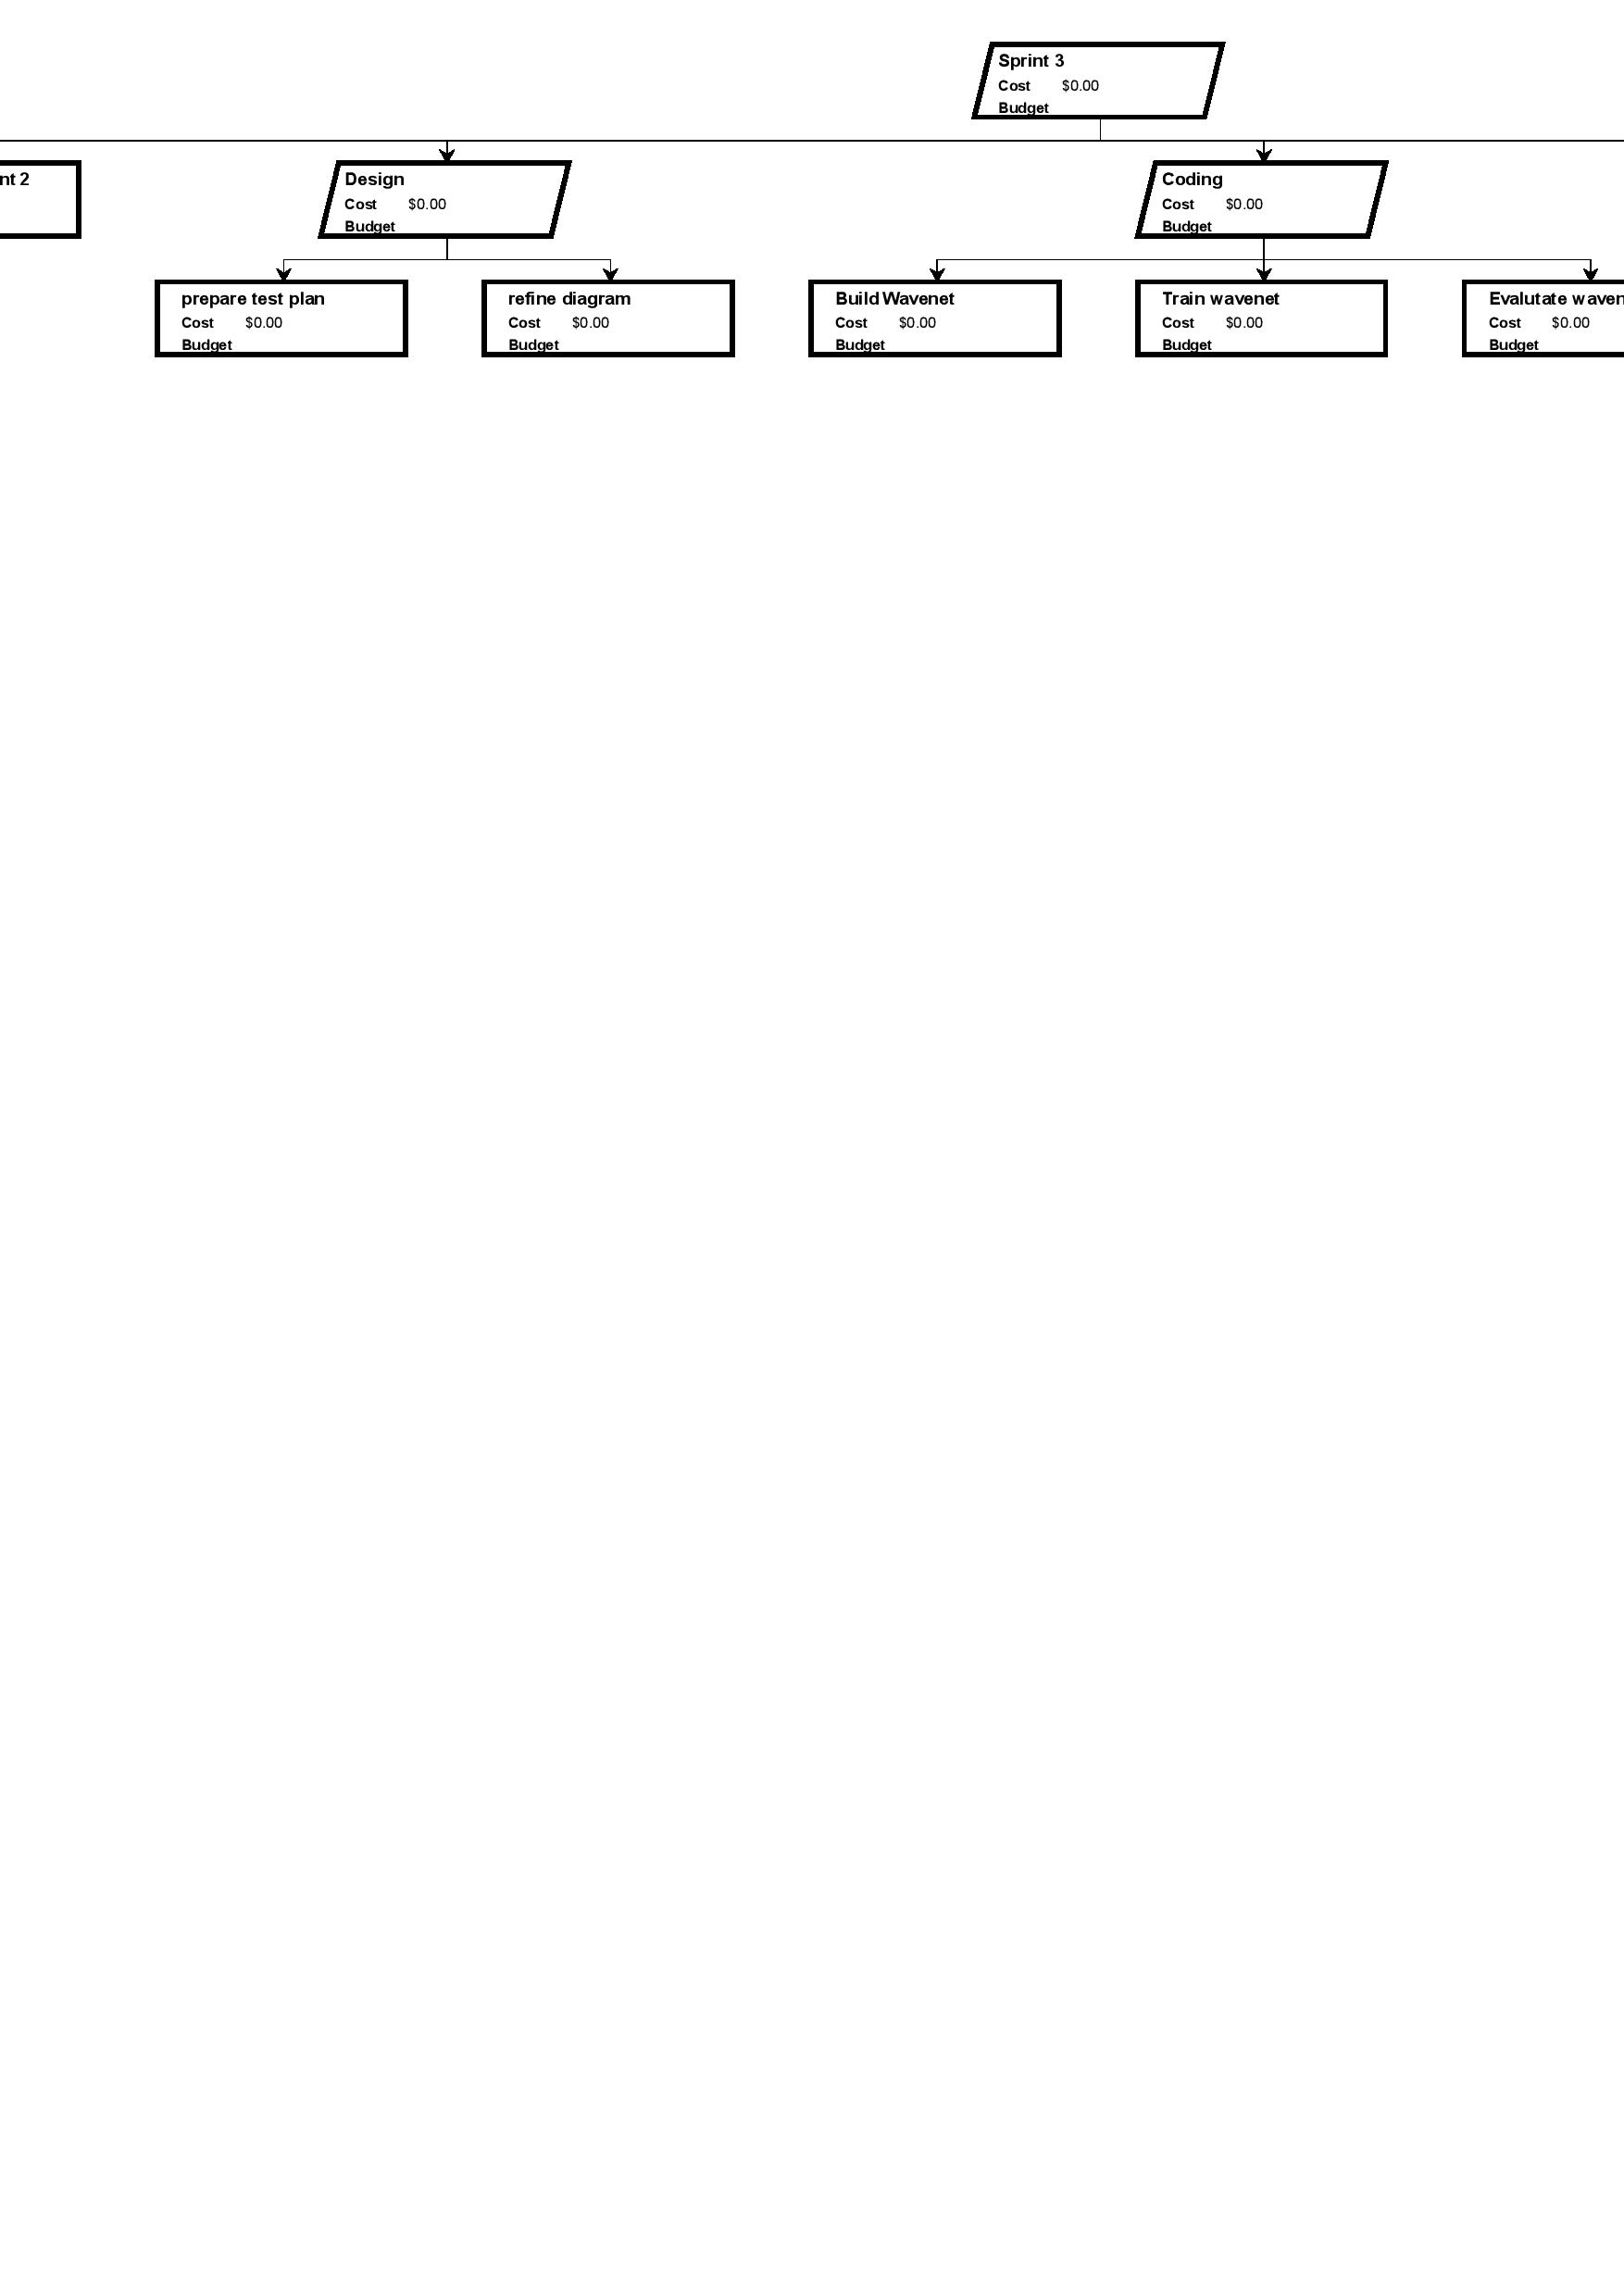 Sprint 3
Cost $0.00
Budget
nt 2
Design
Cost $0.00
Budget
Coding
Cost $0.00
Budget
prepare test plan
Cost $0.00
Budget
refine diagram
Cost $0.00
Budget
Build Wavenet
Cost $0.00
Budget
Train wavenet
Cost $0.00
Budget
Evalutate waven
Cost $0.00
Budget